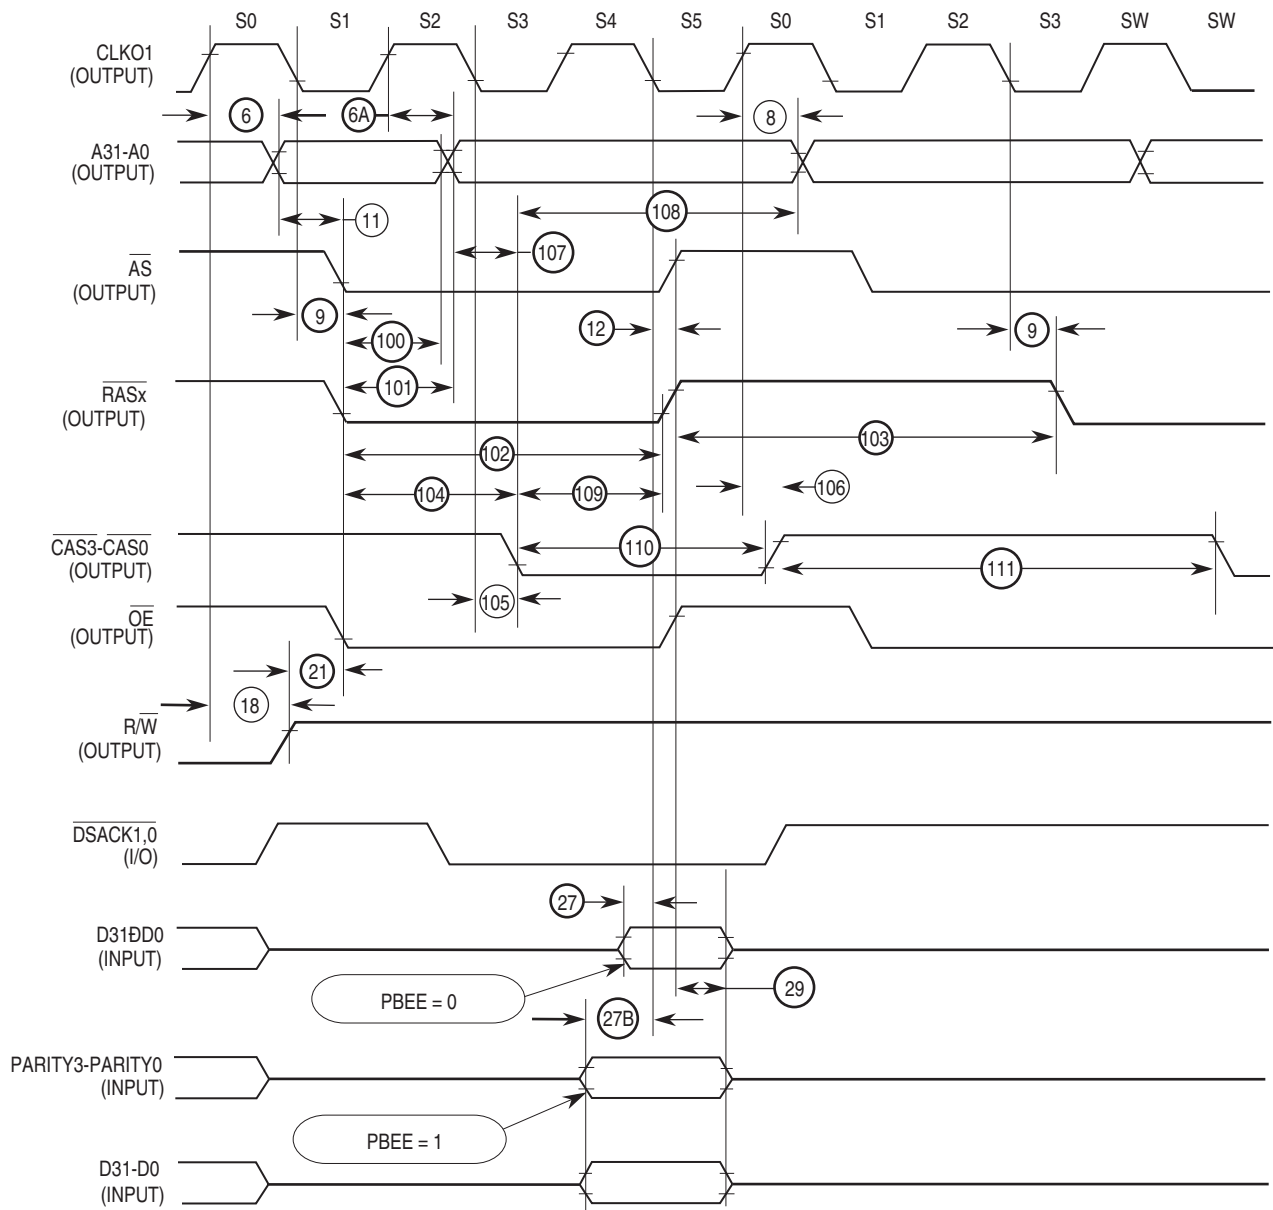 S0 S1 S2 S3 S4 S5 S0 S1 S2 S3 SW SW
CLKO1
(OUTPUT)
6 6A 8
A31-A0
(OUTPUT)
11 108
107
AS
(OUTPUT)
9 12 9
100
101
RASx
(OUTPUT)
102 103
104 109 106
CAS3-CAS0
(OUTPUT)
110 111
105
OE
(OUTPUT)
21
18
R/W
(OUTPUT)
DSACK1,0
(I/O)
27
D31ÐD0
(INPUT)
PBEE = 0
29
27B
PARITY3-PARITY0
(INPUT)
PBEE = 1
D31-D0
(INPUT)